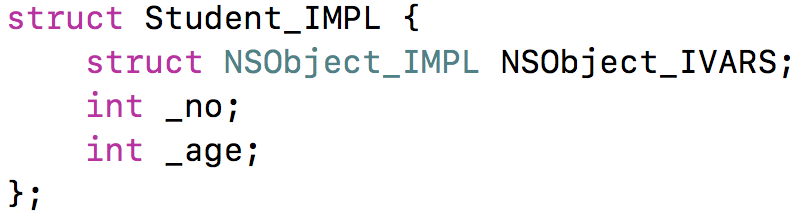 struct Student_IMPL {
    struct NSObject_IMPL NSObject_IVARS;
    int _no;
    int _age;
};